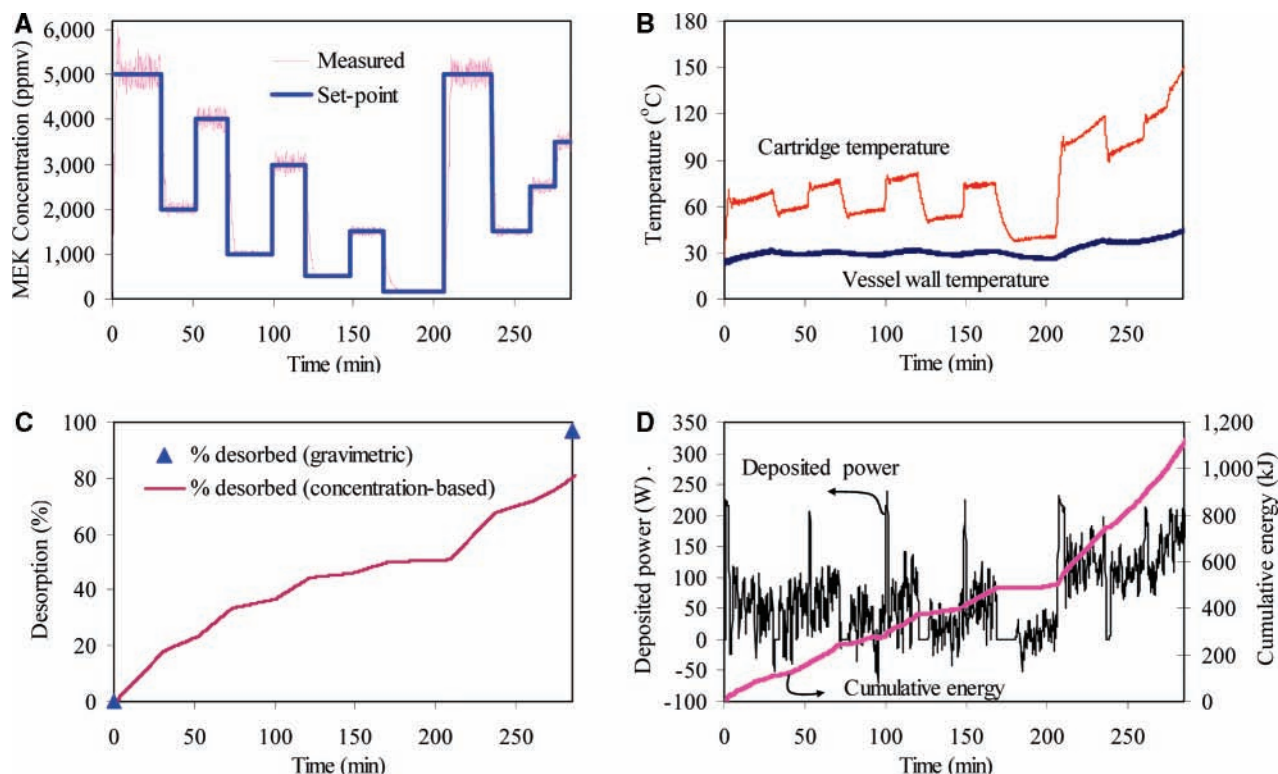 A
MEK Concentration (ppmv)
6,000
5,000
4,000
3,000
2,000
1,000
0
Measured
Set-point
0 50 100 150 200 250
Time (min)
B
Temperature (°C)
180
150
120
90
60
30
0
Cartridge temperature
Vessel wall temperature
0 50 100 150 200 250
Time (min)
C
Desorption (%)
100
80
60
40
20
0
% desorbed (gravimetric)
% desorbed (concentration-based)
0 50 100 150 200 250
Time (min)
D
Deposited power (W) .
350
300
250
200
150
100
50
0
-50
-100
Deposited power
Cumulative energy
1,200
1,000
800
600
400
200
0
Cumulative energy (kJ)
0 50 100 150 200 250
Time (min)